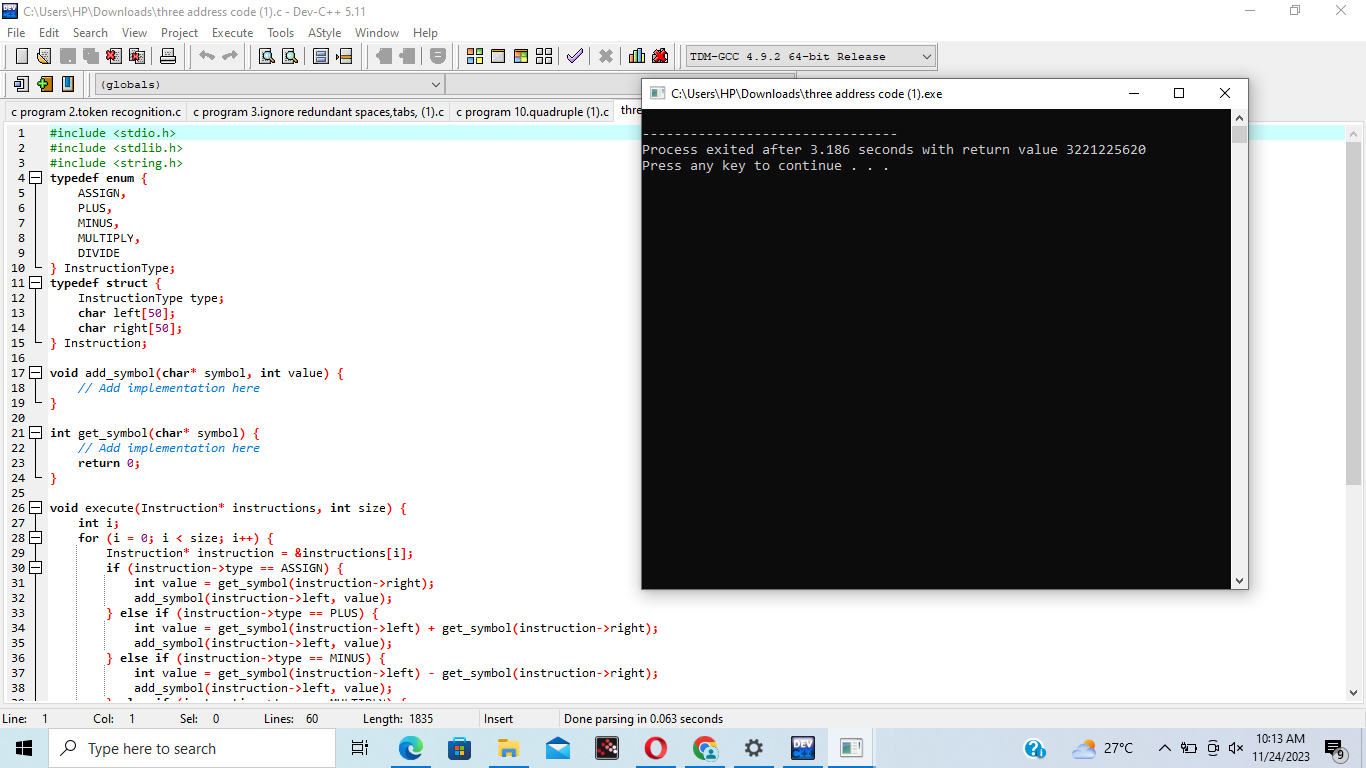 C:\Users\HP\Downloads\three address code (1).c - Dev-C++ 5.11
File Edit Search View Project Execute Tools AStyle Window Help
TDM-GCC 4.9.2 64-bit Release
(globals)
c program 2.token recognition.c c program 3.ignore redundant spaces,tabs, (1).c c program 10.quadruple (1).c thre
C:\Users\HP\Downloads\three address code (1).exe
--------------------------------
Process exited after 3.186 seconds with return value 3221225620
Press any key to continue . . .
1 #include <stdio.h>
2 #include <stdlib.h>
3 #include <string.h>
4 typedef enum {
5 ASSIGN,
6 PLUS,
7 MINUS,
8 MULTIPLY,
9 DIVIDE
10 } InstructionType;
11 typedef struct {
12 InstructionType type;
13 char left[50];
14 char right[50];
15 } Instruction;
16
17 void add_symbol(char* symbol, int value) {
18 // Add implementation here
19 }
20
21 int get_symbol(char* symbol) {
22 // Add implementation here
23 return 0;
24 }
25
26 void execute(Instruction* instructions, int size) {
27 int i;
28 for (i = 0; i < size; i++) {
29 Instruction* instruction = &instructions[i];
30 if (instruction->type == ASSIGN) {
31 int value = get_symbol(instruction->right);
32 add_symbol(instruction->left, value);
33 } else if (instruction->type == PLUS) {
34 int value = get_symbol(instruction->left) + get_symbol(instruction->right);
35 add_symbol(instruction->left, value);
36 } else if (instruction->type == MINUS) {
37 int value = get_symbol(instruction->left) - get_symbol(instruction->right);
38 add_symbol(instruction->left, value);
Line: 1 Col: 1 Sel: 0 Lines: 60 Length: 1835 Insert Done parsing in 0.063 seconds
Type here to search
DEV
27°C
10:13 AM
11/24/2023
9